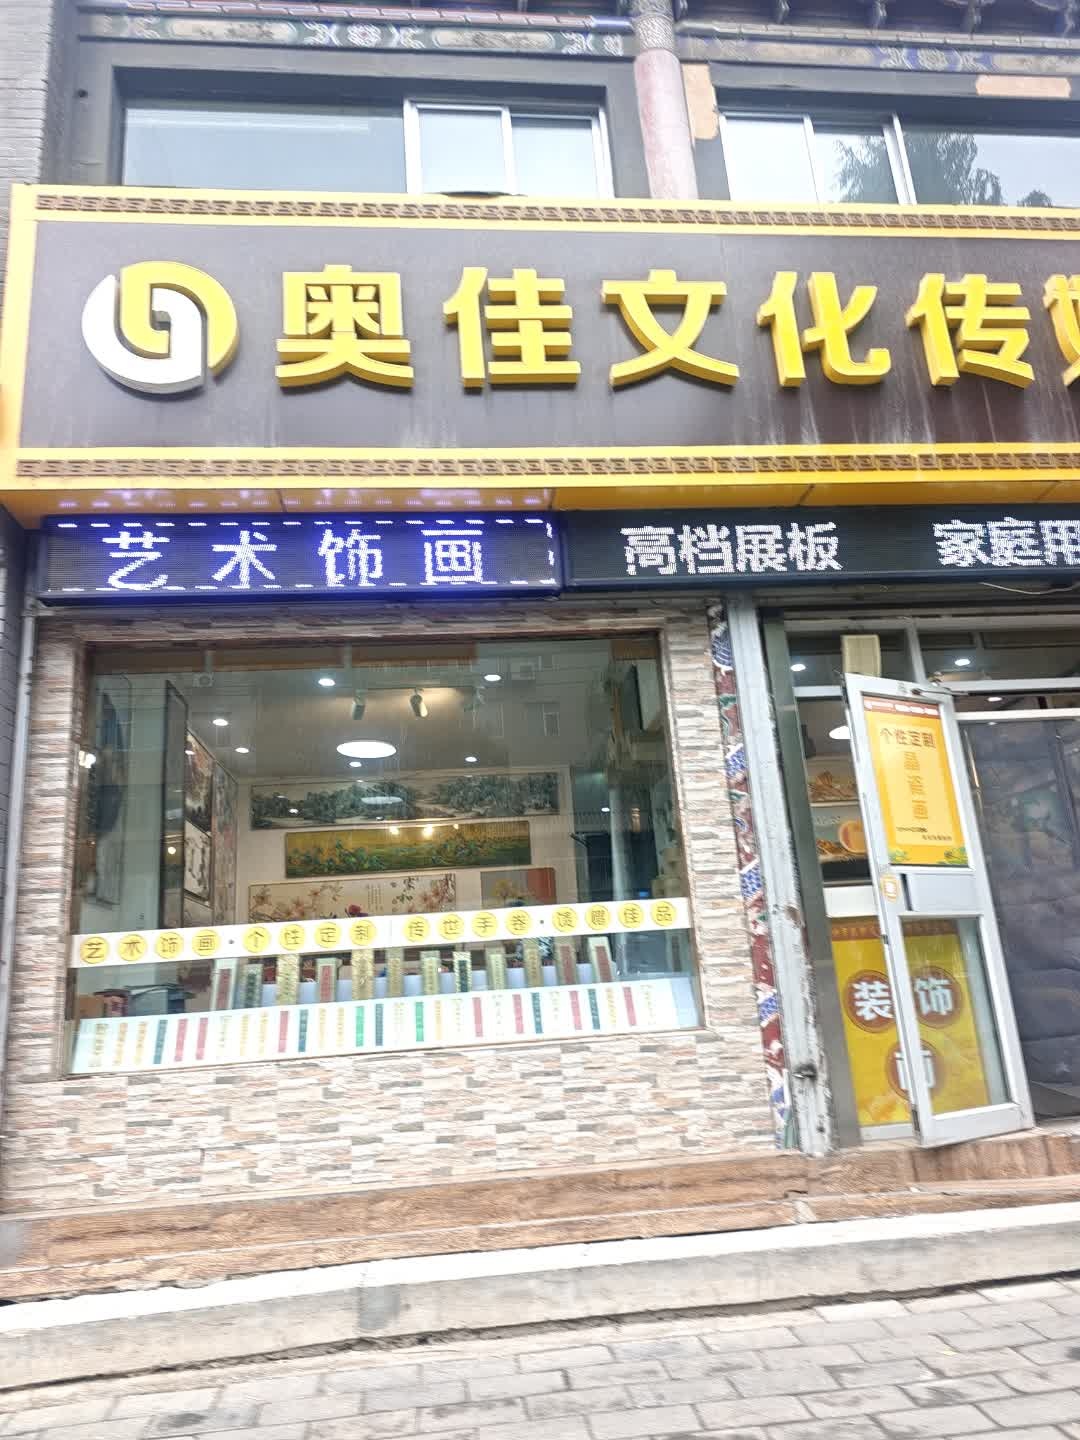 奥佳文化传媒
艺术饰画
高档展板 家庭用
个性定制
晶瓷画
艺术饰画·个性定制 传世手卷·馈赠佳品
装饰
画